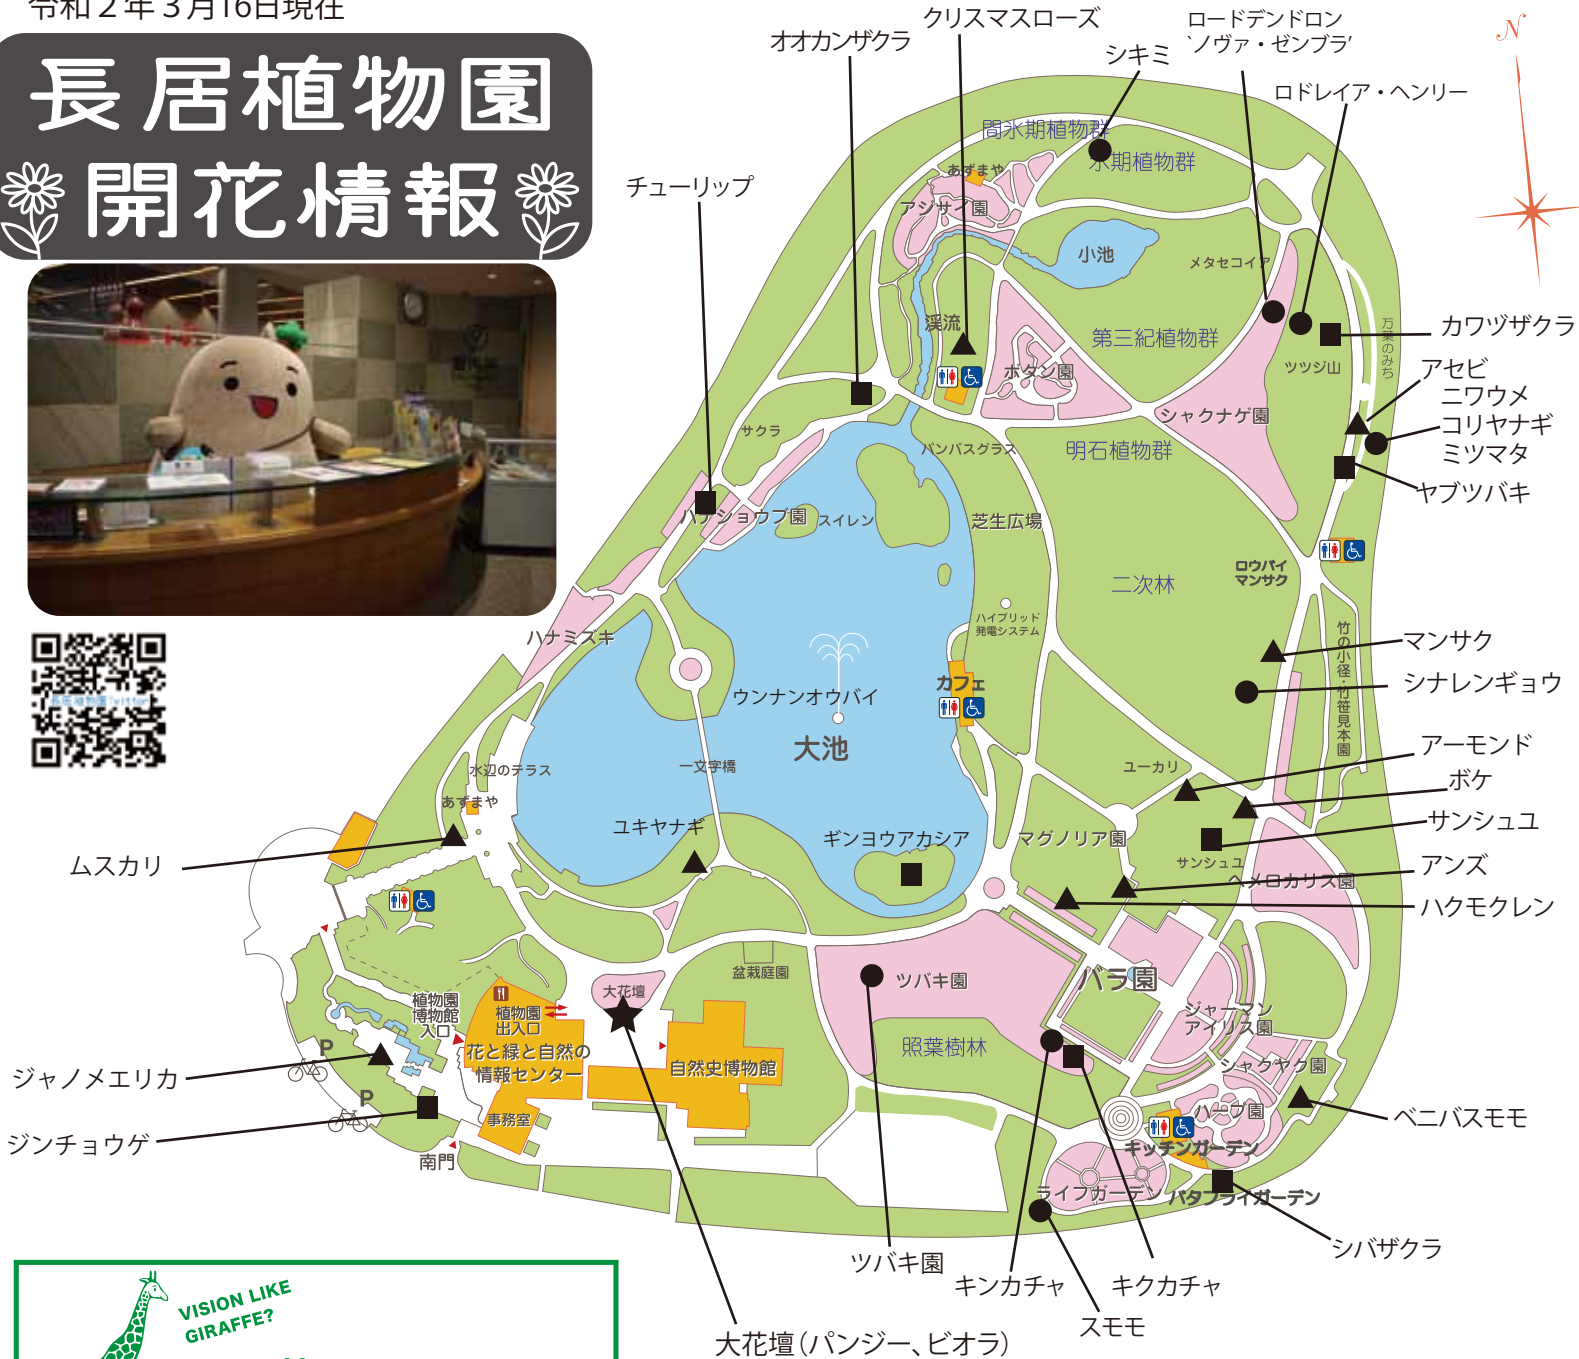 令和２年３月16日現在
長居植物園
開花情報
クリスマスローズ
オオカンザクラ
シキミ
ロードデンドロン
‘ノヴァ・ゼンブラ’
ロドレイア・ヘンリー
N
チューリップ
間氷期植物群
氷期植物群
あずまや
アジサイ園
小池
メタセコイア
渓流
第三紀植物群
ボタン園
ツツジ山
万葉のみち
カワヅザクラ
アセビ
ニワウメ
コリヤナギ
ミツマタ
ヤブツバキ
シャクナゲ園
サクラ
パンパスグラス
明石植物群
ハナショウブ園
スイレン
芝生広場
ロウバイ
マンサク
二次林
ハイブリッド
発電システム
ハナミズキ
竹の小径・竹笹見本園
マンサク
シナレンギョウ
カフェ
ウンナンオウバイ
大池
一文字橋
水辺のテラス
あずまや
ユーカリ
アーモンド
ボケ
サンシュユ
アンズ
ハクモクレン
ユキヤナギ
ギンヨウアカシア
マグノリア園
サンシュユ
ヘメロカリス園
ムスカリ
盆栽庭園
ツバキ園
バラ園
大花壇
植物園
博物館
入口
植物園
出入口
花と緑と自然の
情報センター
自然史博物館
照葉樹林
ジャーマン
アイリス園
シャクヤク園
ハーブ園
事務室
P
P
南門
ジャノメエリカ
ジンチョウゲ
キッチンガーデン
ライフガーデン
バタフライガーデン
ベニバスモモ
シバザクラ
ツバキ園
キンカチャ
キクカチャ
スモモ
大花壇（パンジー、ビオラ）
VISION LIKE
GIRAFFE?